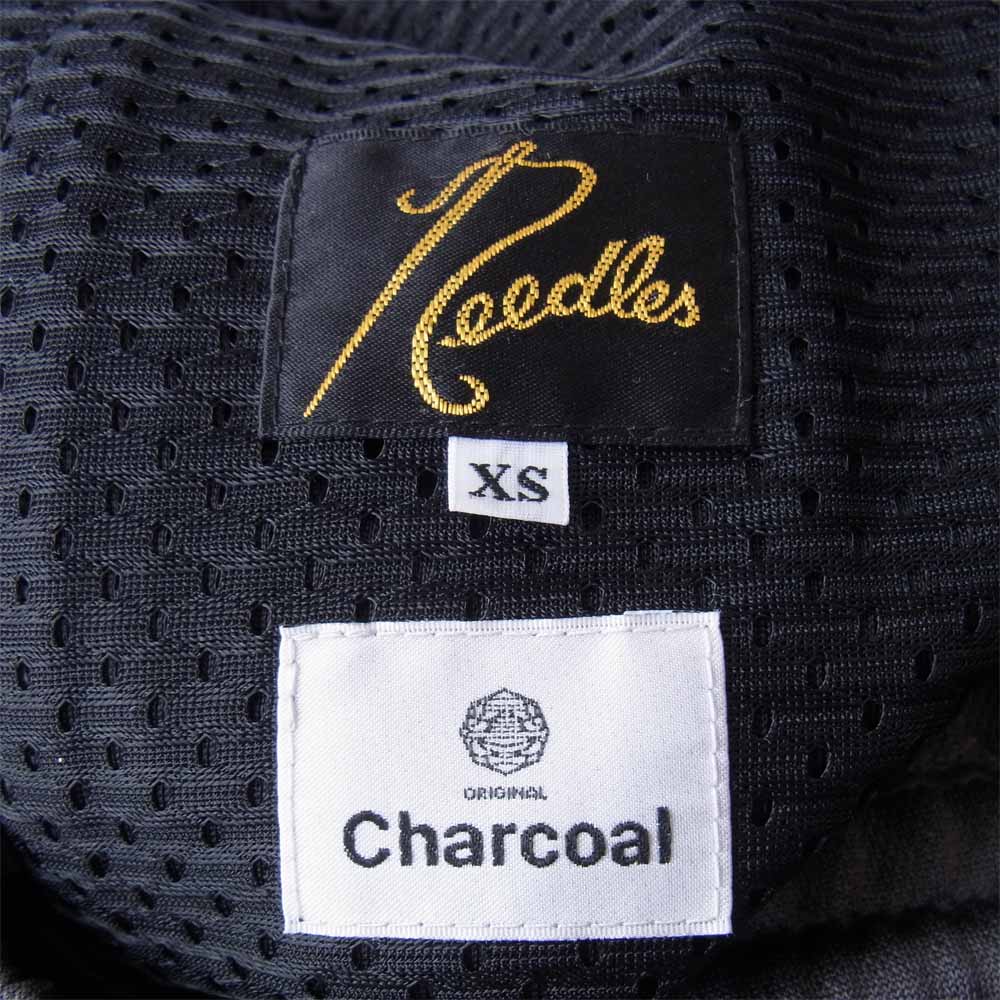 Needles
XS
ORIGINAL
Charcoal